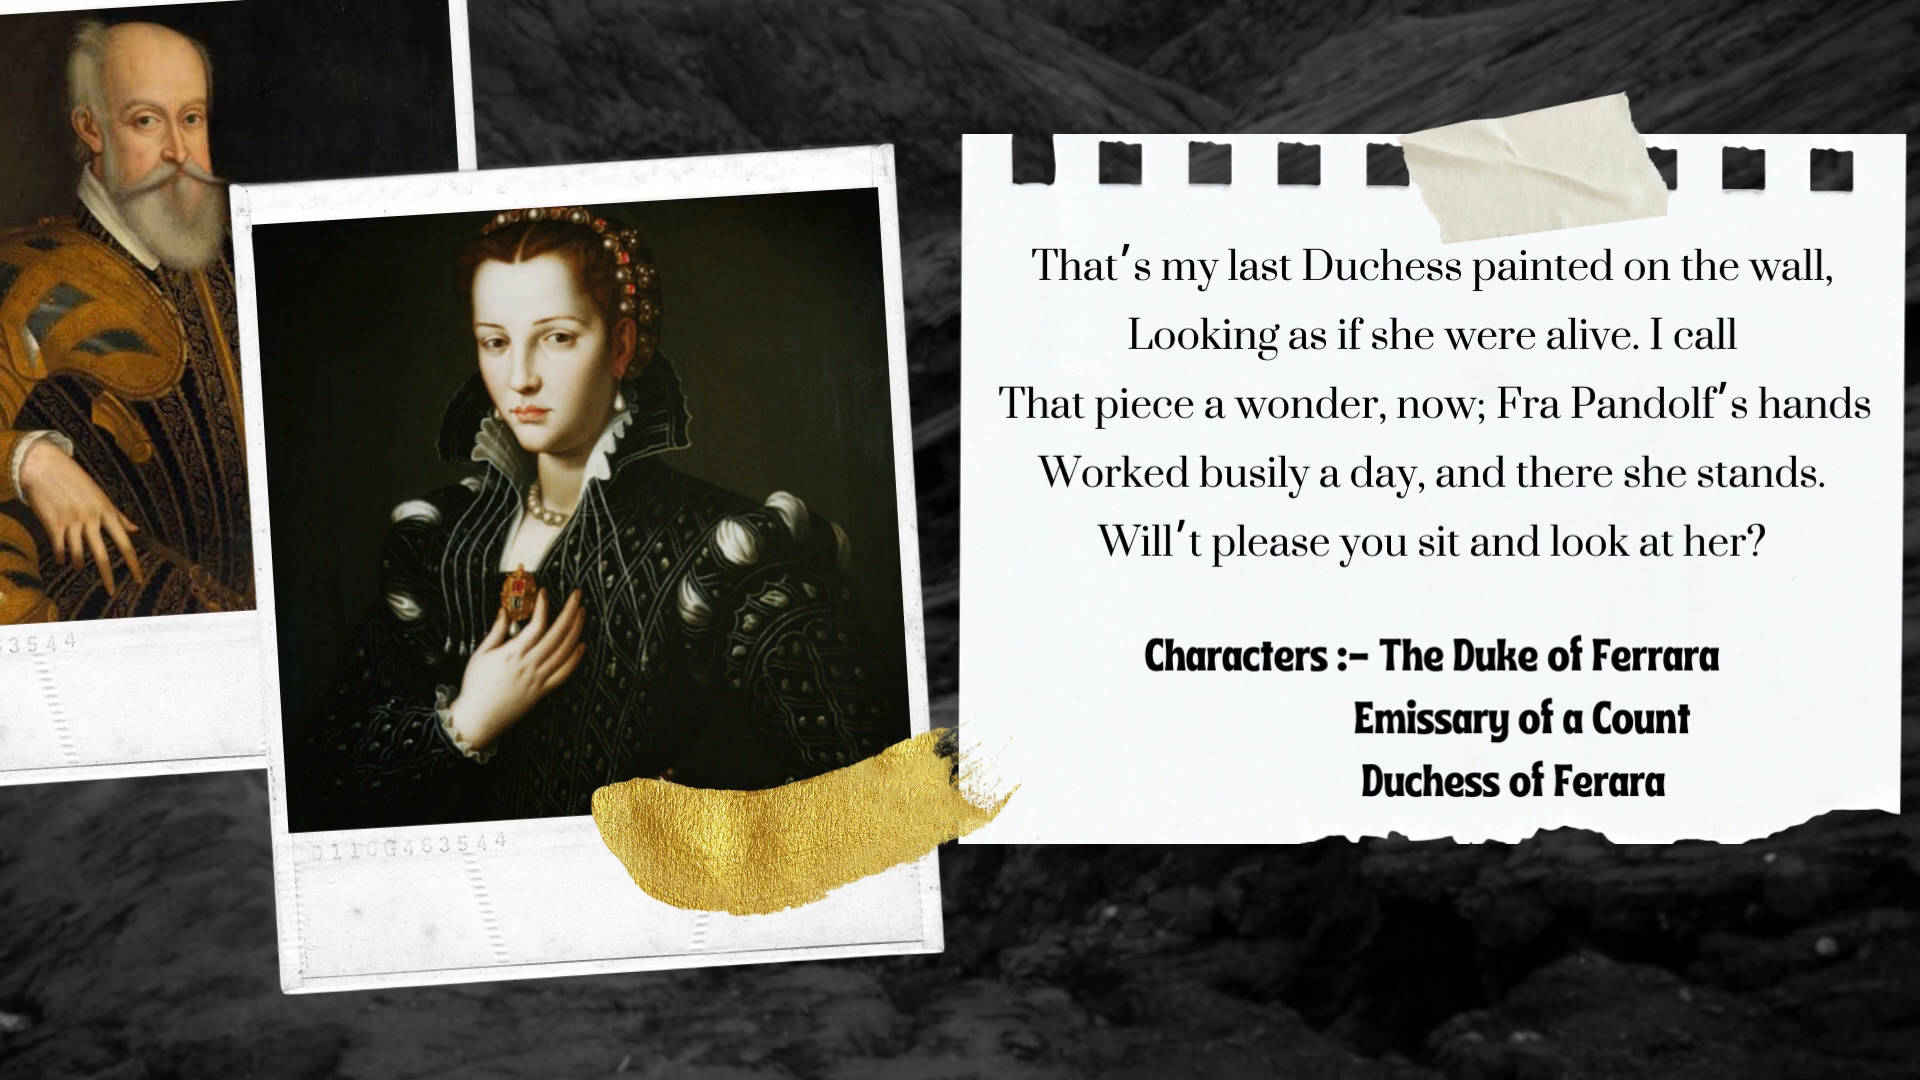 That's my last Duchess painted on the wall,
Looking as if she were alive. I call
That piece a wonder, now; Fra Pandolf's hands
Worked busily a day, and there she stands.
Will't please you sit and look at her?
Characters :- The Duke of Ferrara
Emissary of a Count
Duchess of Ferara
63544
0110G463544